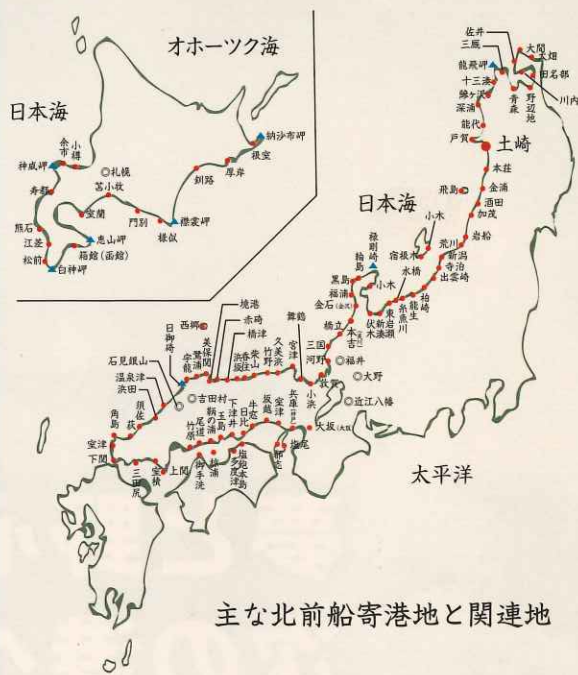 オホーツク海
日本海
余市
小樽
神威岬
寿都
◎札幌
苫小牧
室蘭
門別
様似
襟裳岬
釧路
厚岸
根室
納沙布岬
熊石
江差
松前
白神岬
箱館(函館)
恵山岬
佐井
三厩
大間
大畑
龍飛岬
田名部
十三湊
川内
鰺ヶ沢
青森
野辺地
深浦
能代
戸賀
土崎
本荘
金浦
飛島
酒田
加茂
日本海
小木
岩船
荒川
新潟
寺泊
出雲崎
宿根木
柏崎
能生
糸魚川
水橋
東岩瀬
新湊
伏木
禄剛崎
輪島
黒島
小木
福浦
金石(金沢)
本吉
橋立
三国
河野
◎福井
◎大野
敦賀
◎近江八幡
小浜
宮津
舞鶴
久美浜
竹野
柴山
浜坂
橋津
赤碕
境港
美保関
鷺浦
宇龍
日御碕
西郷
石見銀山
温泉津
浜田
須佐
萩
角島
室津
下関
三田尻
室積
上関
御手洗
竹原
尾道
鞆の浦
玉島
下津井
日比
牛窓
坂越
室津
兵庫(神戸)
大坂(大阪)
塩尾
多度津
塩飽本島
◎吉田村
太平洋
主な北前船寄港地と関連地